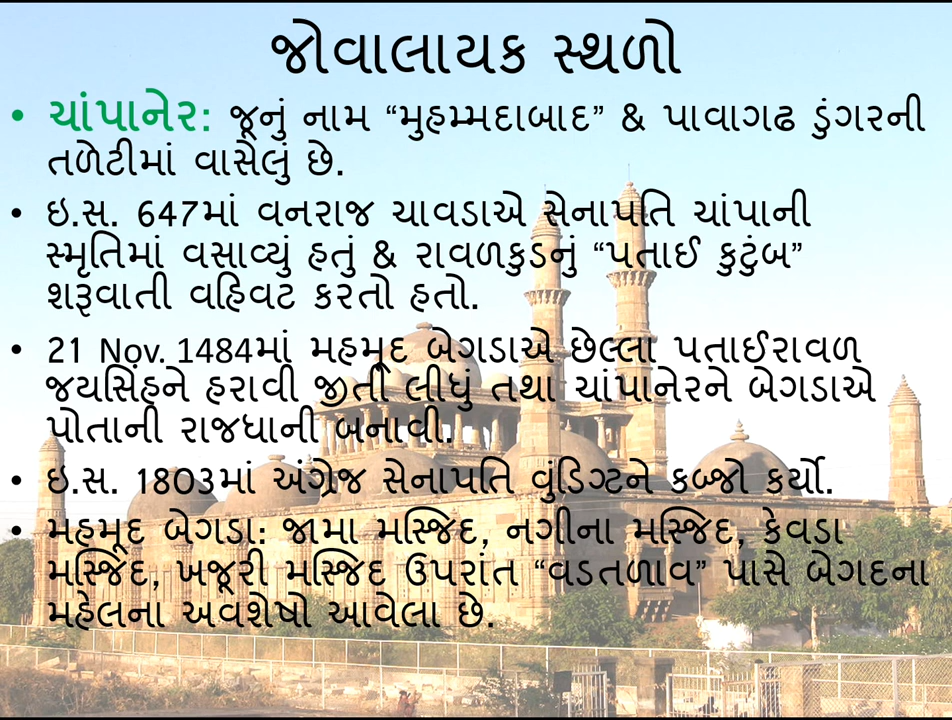 જોવાલાયક સ્થળો
• ચાંપાનેર: જૂનું નામ “મુહમ્મદાબાદ” & પાવાગઢ ડુંગરની
તળેટીમાં વાસેલું છે.
• ઇ.સ. 647માં વનરાજ ચાવડાએ સેનાપતિ ચાંપાની
સ્મૃતિમાં વસાવ્યું હતું & રાવળકુડનું “પતાઈ કુટુંબ”
શરૂવાતી વહિવટ કરતો હતો.
• 21 Nov. 1484માં મહમૂદ બેગડાએ છેલ્લા પતાઈરાવળ
જયસિંહને હરાવી જીતી લીધું તથા ચાંપાનેરને બેગડાએ
પોતાની રાજધાની બનાવી.
• ઇ.સ. 1803માં અંગ્રેજ સેનાપતિ વુંડિગ્ટને કબ્જો કર્યો.
• મહમૂદ બેગડા: જામા મસ્જિદ, નગીના મસ્જિદ, કેવડા
મસ્જિદ, ખજૂરી મસ્જિદ ઉપરાંત “વડતળાવ” પાસે બેગદના
મહેલના અવશેષો આવેલા છે.